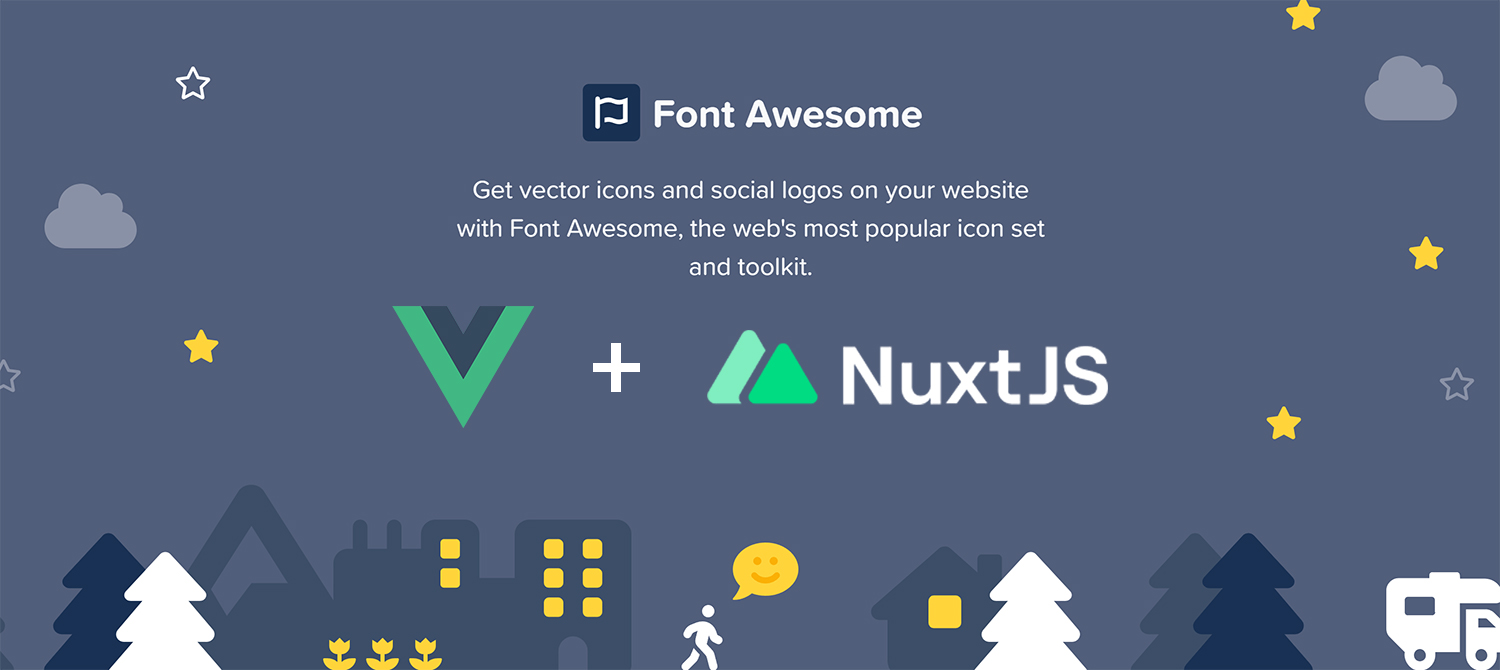 Font Awesome
Get vector icons and social logos on your website
with Font Awesome, the web's most popular icon set
and toolkit.
+
NuxtJS